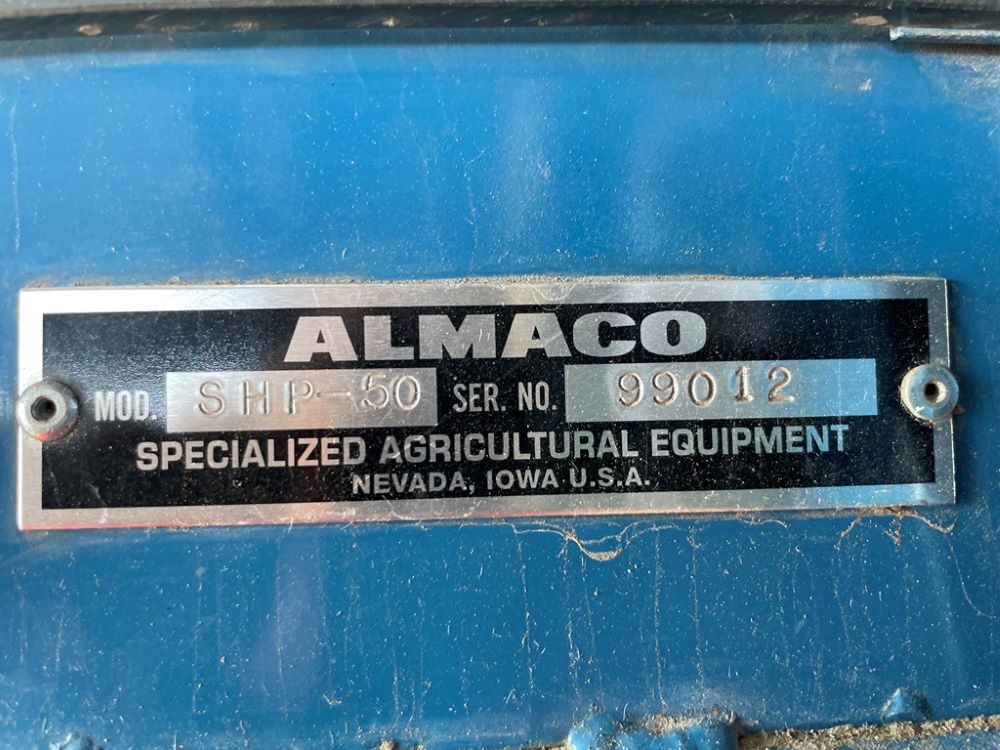 ALMACO
MOD. SHP-50 SER. NO. 99012
SPECIALIZED AGRICULTURAL EQUIPMENT
NEVADA, IOWA U.S.A.